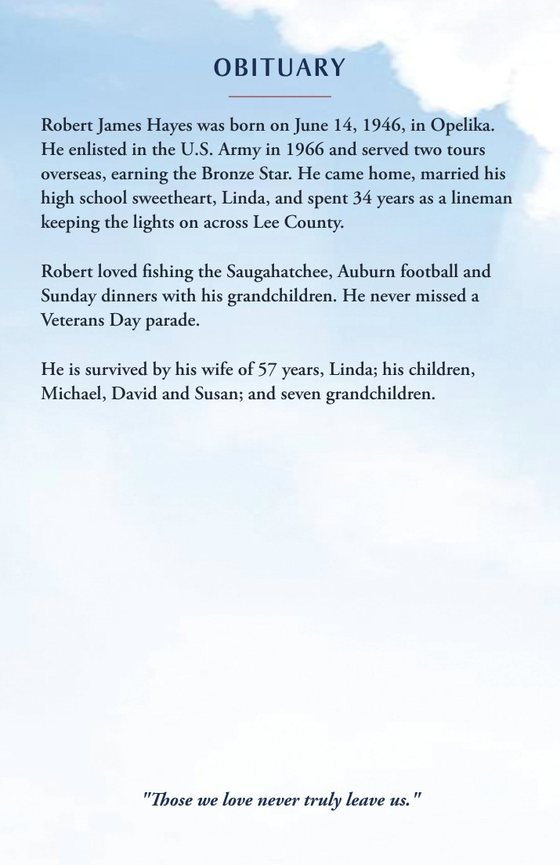 OBITUARY
Robert James Hayes was born on June 14, 1946, in Opelika.
He enlisted in the U.S. Army in 1966 and served two tours
overseas, earning the Bronze Star. He came home, married his
high school sweetheart, Linda, and spent 34 years as a lineman
keeping the lights on across Lee County.
Robert loved fishing the Saugahatchee, Auburn football and
Sunday dinners with his grandchildren. He never missed a
Veterans Day parade.
He is survived by his wife of 57 years, Linda; his children,
Michael, David and Susan; and seven grandchildren.
"Those we love never truly leave us."